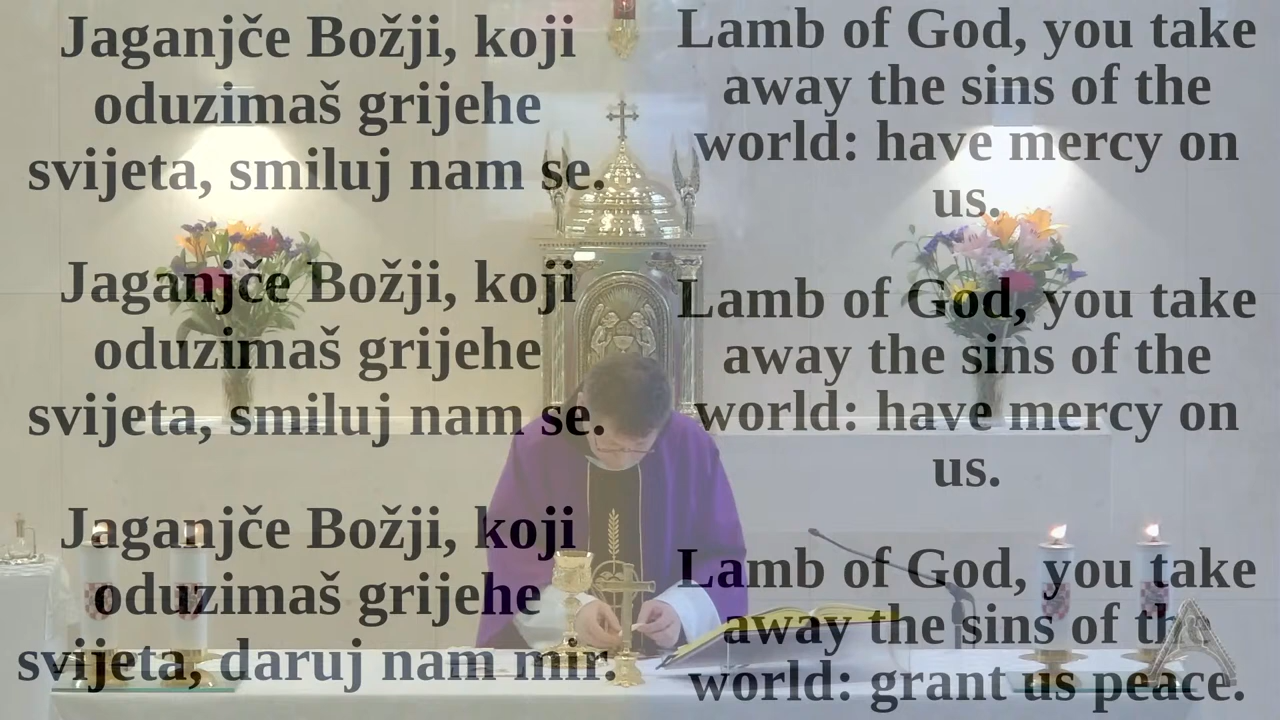 Jaganjče Božji, koji
oduzimaš grijehe
svijeta, smiluj nam se.
Jaganjče Božji, koji
oduzimaš grijehe
svijeta, smiluj nam se.
Jaganjče Božji, koji
oduzimaš grijehe
svijeta, daruj nam mir.
Lamb of God, you take
away the sins of the
world: have mercy on
us.
Lamb of God, you take
away the sins of the
world: have mercy on
us.
Lamb of God, you take
away the sins of the
world: grant us peace.